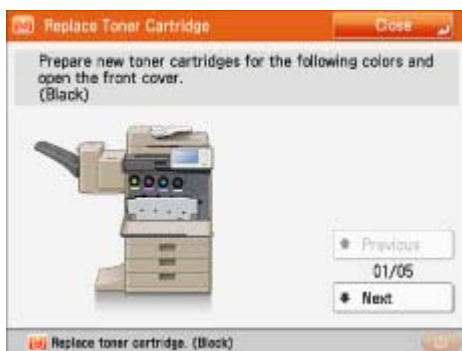 Replace Toner Cartridge
Close
Prepare new toner cartridges for the following colors and
open the front cover.
(Black)
Previous
01/05
Next
Replace toner cartridge. (Black)